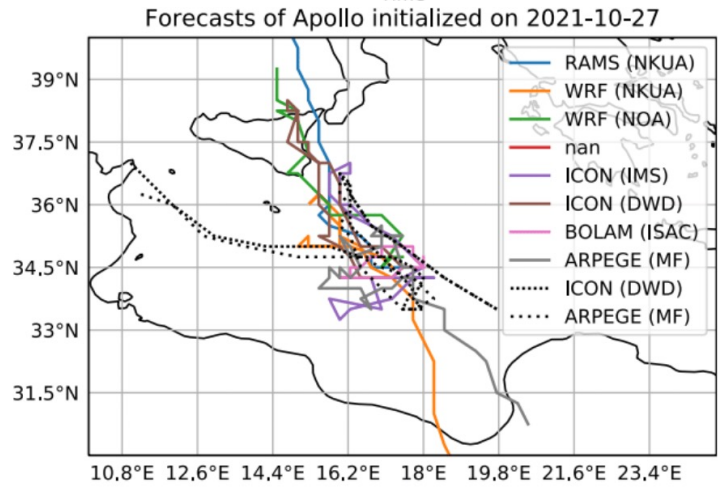 Forecasts of Apollo initialized on 2021-10-27
39°N
37.5°N
36°N
34.5°N
33°N
31.5°N
RAMS (NKUA)
WRF (NKUA)
WRF (NOA)
nan
ICON (IMS)
ICON (DWD)
BOLAM (ISAC)
ARPEGE (MF)
ICON (DWD)
ARPEGE (MF)
10,8°E 12,6°E 14,4°E 16,2°E 18°E 19,8°E 21,6°E 23,4°E